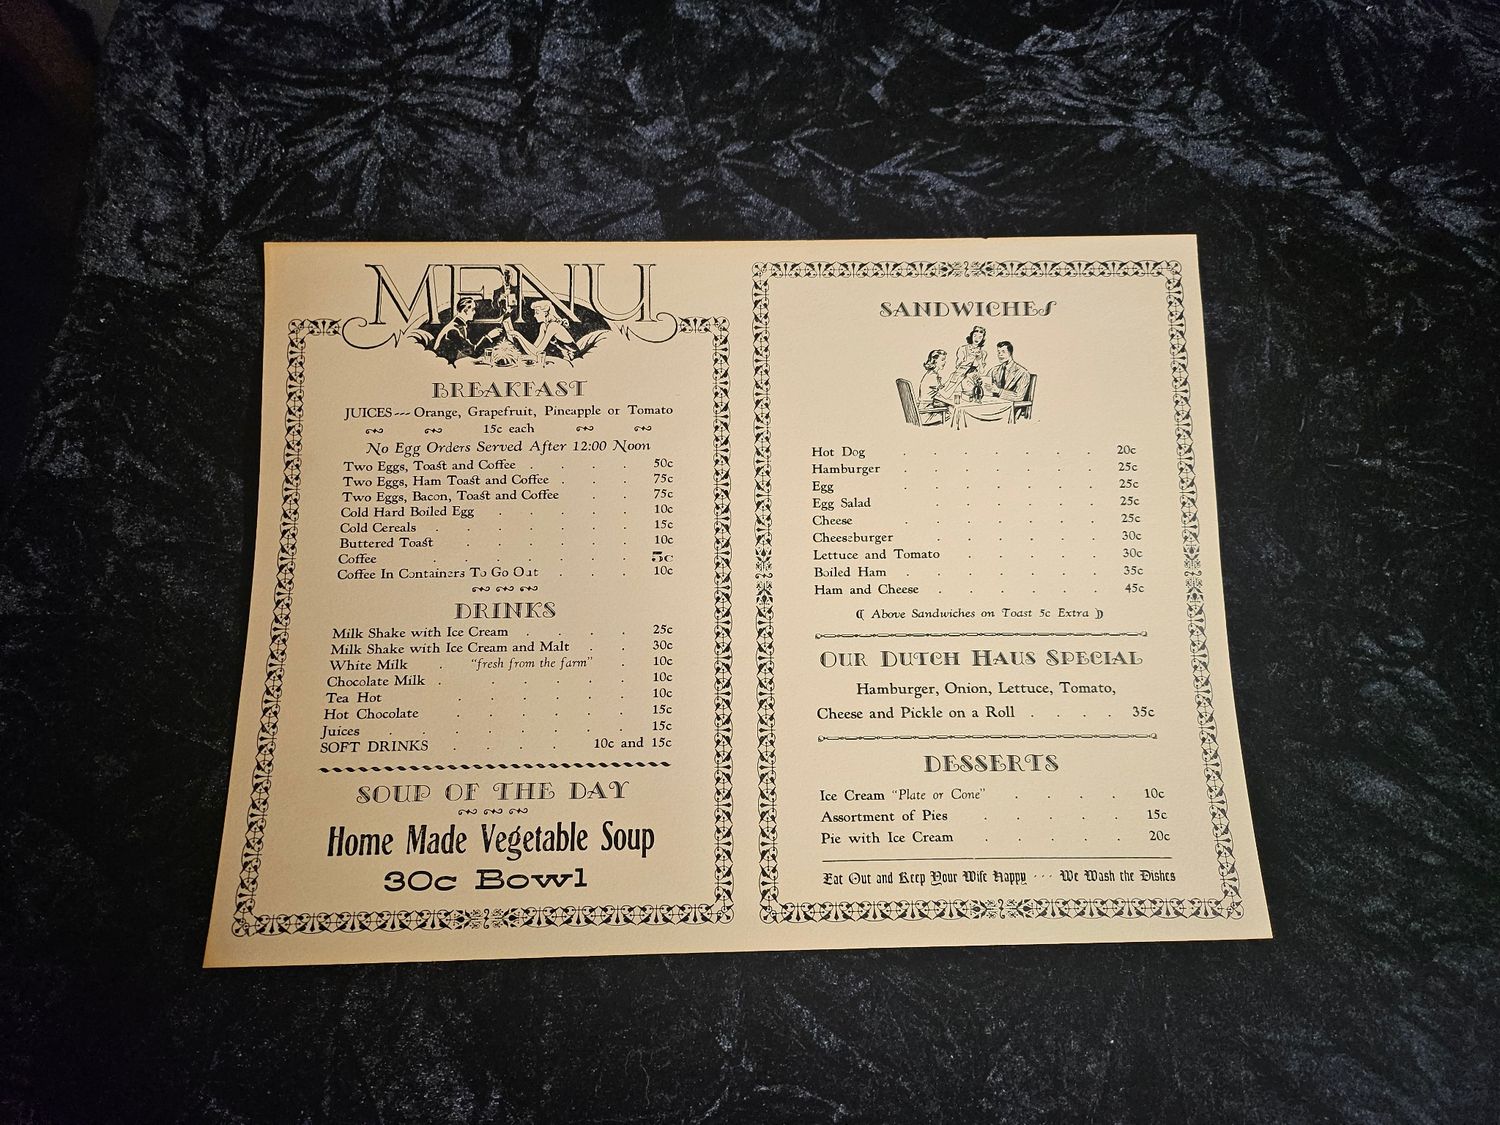 MENU
BREAKFAST
JUICES --- Orange, Grapefruit, Pineapple or Tomato
15c each
No Egg Orders Served After 12:00 Noon
Two Eggs, Toast and Coffee . . . . 50c
Two Eggs, Ham Toast and Coffee . . . 75c
Two Eggs, Bacon, Toast and Coffee . . 75c
Cold Hard Boiled Egg . . . . . 10c
Cold Cereals . . . . . . 15c
Buttered Toast . . . . . 10c
Coffee . . . . . . 5c
Coffee In Containers To Go Out . . . 10c
DRINKS
Milk Shake with Ice Cream . . . . 25c
Milk Shake with Ice Cream and Malt . . 30c
White Milk . "fresh from the farm" . 10c
Chocolate Milk . . . . . . 10c
Tea Hot . . . . . . 10c
Hot Chocolate . . . . . 15c
Juices . . . . . . . 15c
SOFT DRINKS . . . . 10c and 15c
SOUP OF THE DAY
Home Made Vegetable Soup
30c Bowl
SANDWICHES
Hot Dog . . . . . . . 20c
Hamburger . . . . . . . 25c
Egg . . . . . . . 25c
Egg Salad . . . . . . 25c
Cheese . . . . . . . 25c
Cheeseburger . . . . . . 30c
Lettuce and Tomato . . . . . 30c
Boiled Ham . . . . . . . 35c
Ham and Cheese . . . . . . 45c
(( Above Sandwiches on Toast 5c Extra ))
OUR DUTCH HAUS SPECIAL
Hamburger, Onion, Lettuce, Tomato,
Cheese and Pickle on a Roll . . . . 35c
DESSERTS
Ice Cream "Plate or Cone" . . . . 10c
Assortment of Pies . . . . . 15c
Pie with Ice Cream . . . . . 20c
Eat Out and Keep Your Wife Happy --- We Wash the Dishes